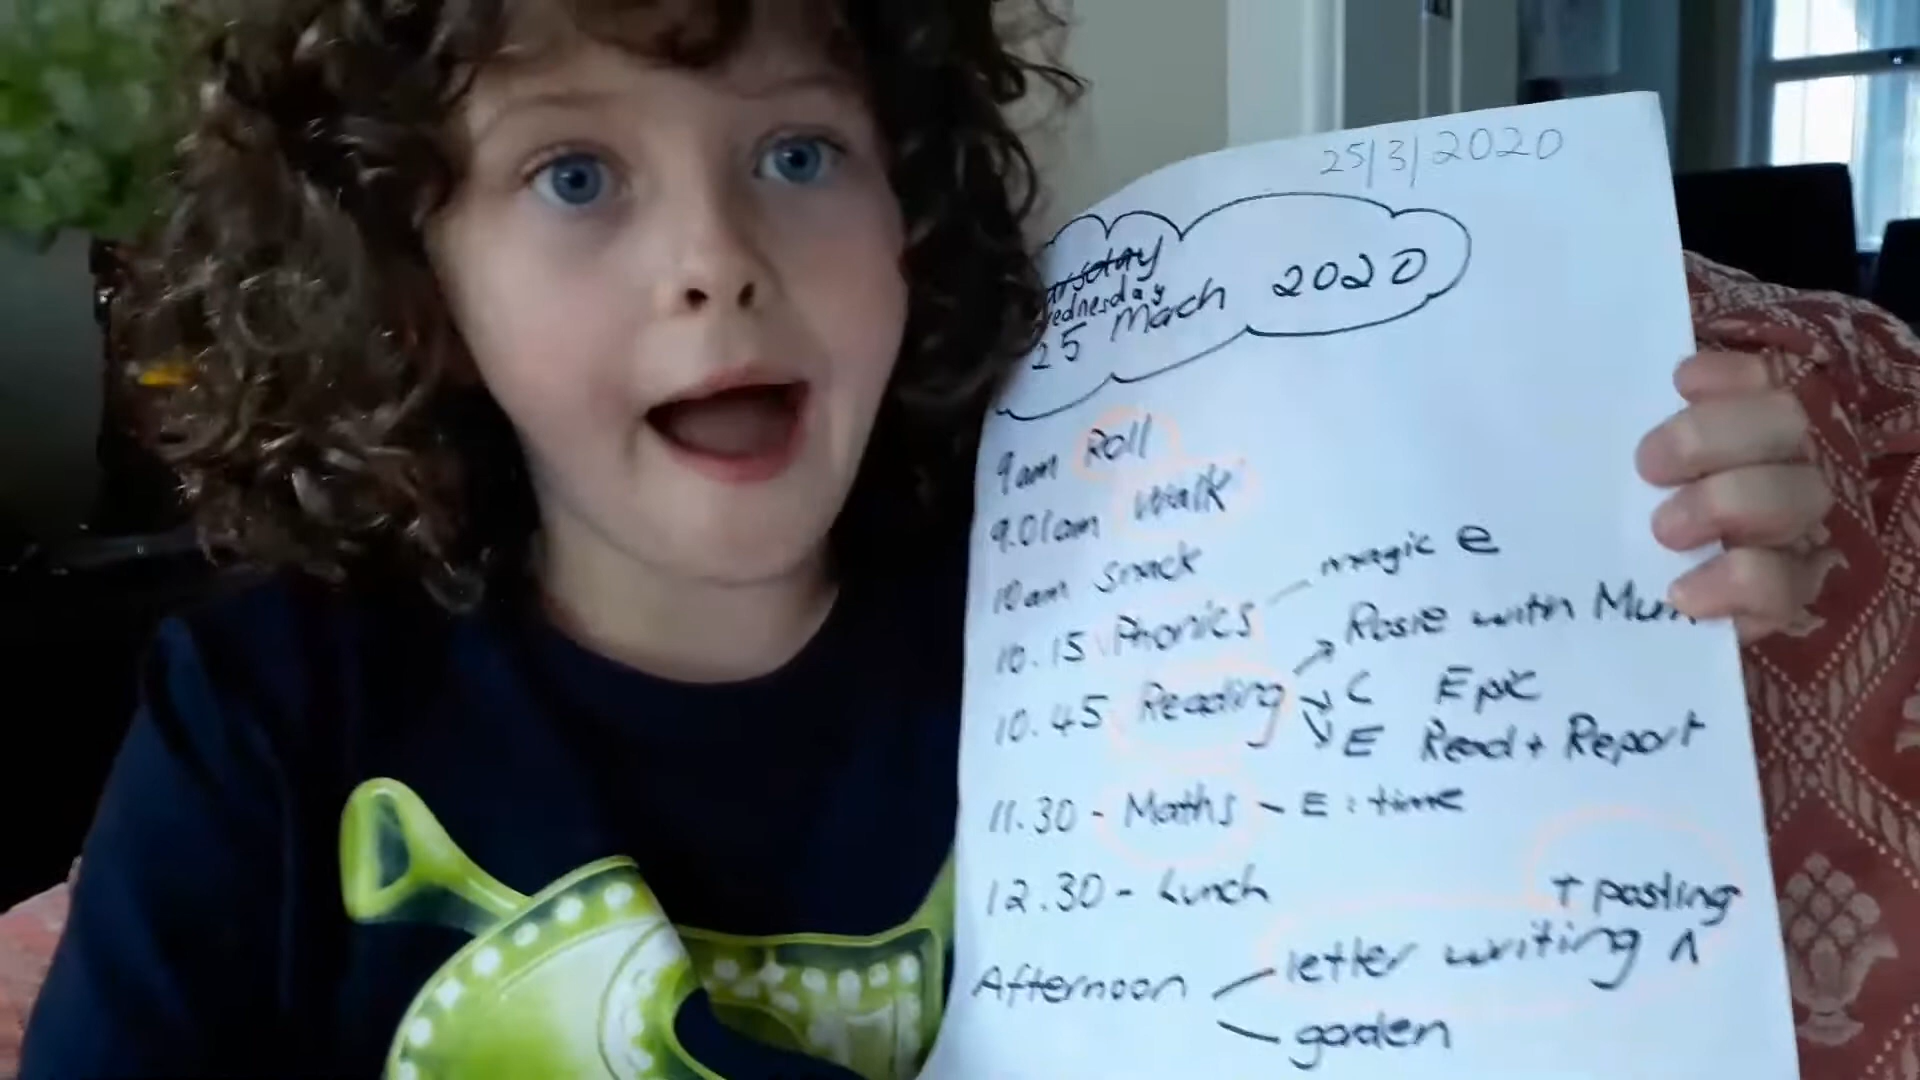 25/3/2020
Wednesday
25 Mach 2020
9am Roll
9.01am Walk
10am Snack
10.15 Phonics magic e
10.45 Reading Rosie with Mum
C Epic
E Read + Report
11.30 - Maths - E : time
12.30 - Lunch
+ posting
Afternoon letter writing ^
garden